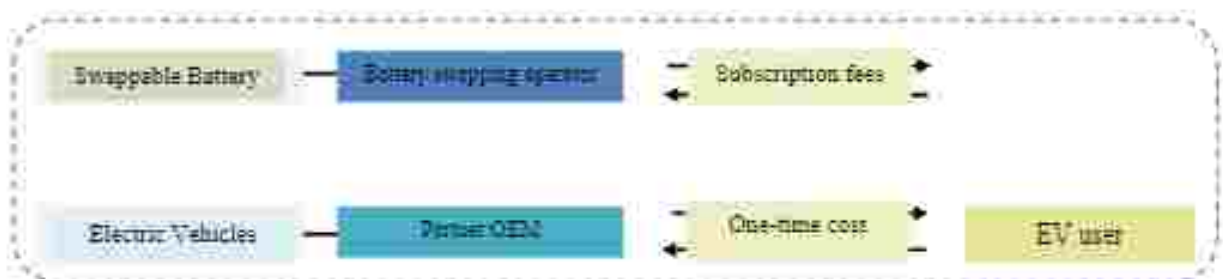 Swappable Battery
Battery swapping operator
Subscription fees
Electric Vehicles
Partner OEM
One-time cost
EV user